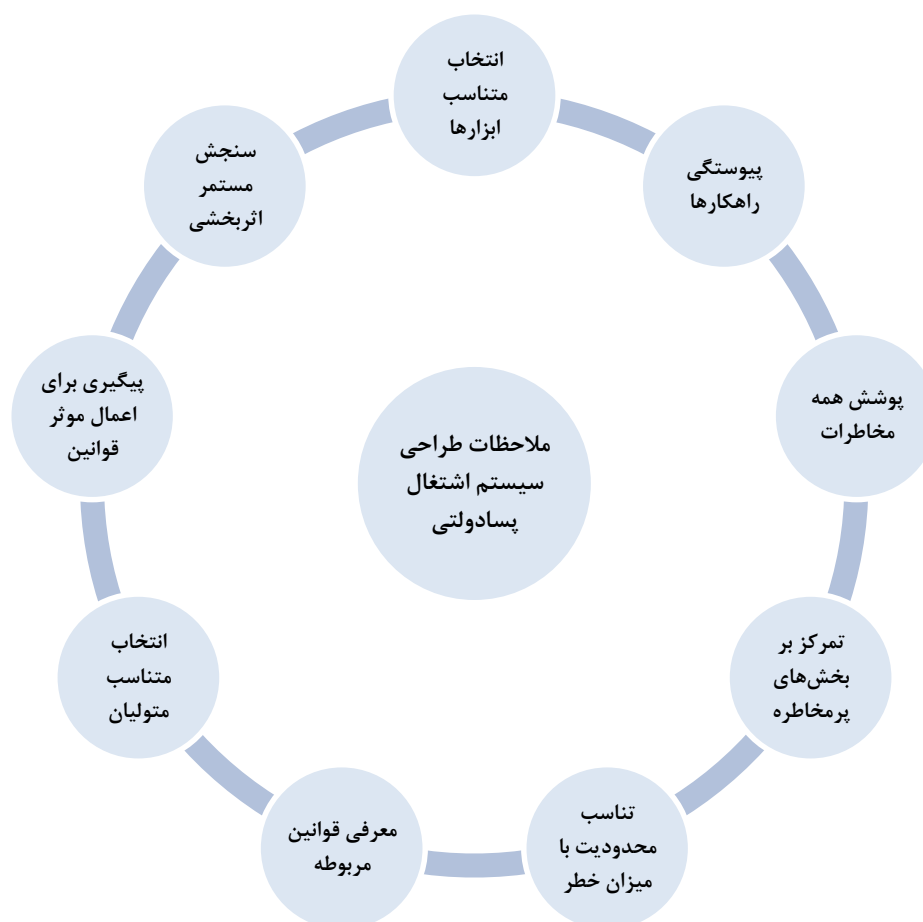 انتخاب
متناسب
ابزارها
پیوستگی
راهکارها
پوشش همه
مخاطرات
تمرکز بر
بخش‌های
پرمخاطره
تناسب
محدودیت با
میزان خطر
معرفی قوانین
مربوطه
انتخاب
متناسب
متولیان
پیگیری برای
اعمال موثر
قوانین
سنجش
مستمر
اثربخشی
ملاحظات طراحی
سیستم اشتغال
پسادولتی